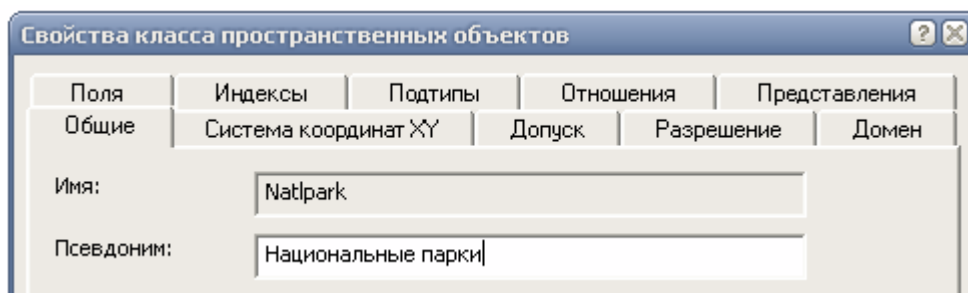 Свойства класса пространственных объектов
Поля Индексы Подтипы Отношения Представления
Общие Система координат XY Допуск Разрешение Домен
Имя: Natlpark
Псевдоним: Национальные парки